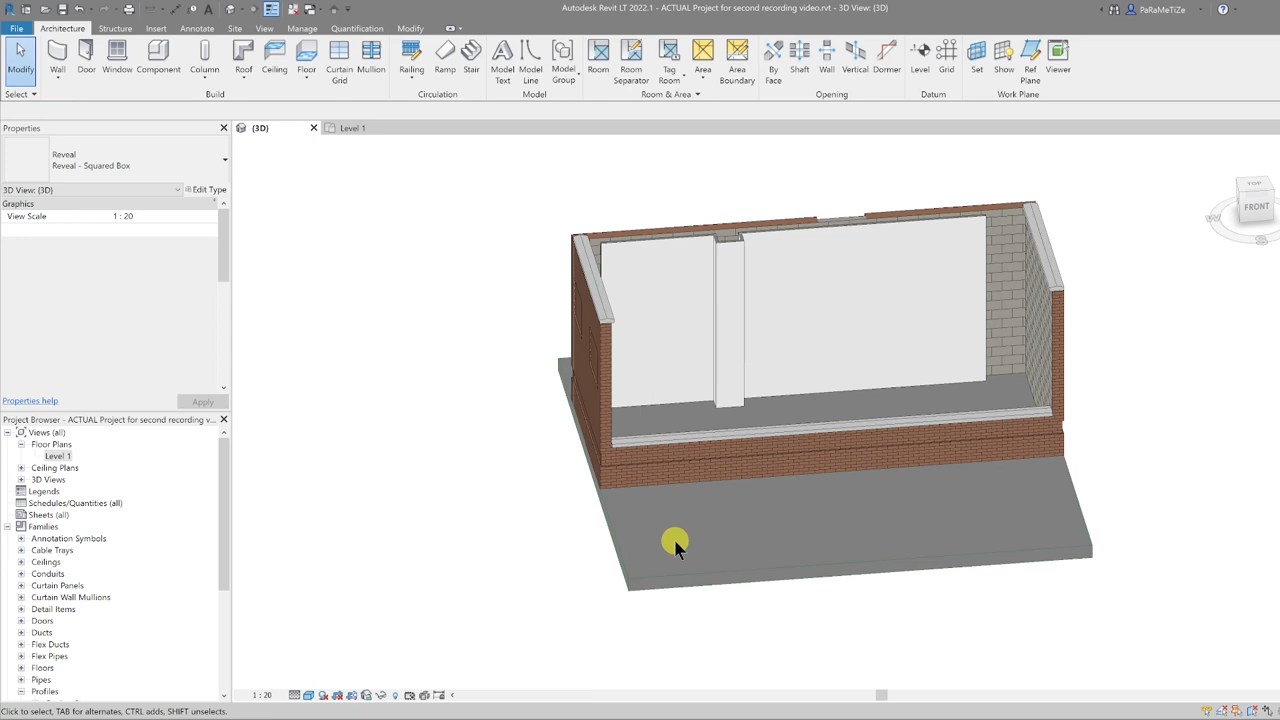 Autodesk Revit LT 2022.1 - ACTUAL Project for second recording video.rvt - 3D View: {3D}
PaRaMeTiZe
File Architecture Structure Insert Annotate Site View Manage Quantification Modify
Modify Wall Door Window Component Column Roof Ceiling Floor Curtain Grid Mullion Railing Ramp Stair Model Text Model Line Model Group Room Room Separator Tag Room Area Area Boundary By Face Shaft Wall Vertical Dormer Level Grid Set Show Ref Plane Viewer
Select Build Circulation Model Room & Area Opening Datum Work Plane
Properties
{3D} Level 1
Reveal
Reveal - Squared Box
3D View: {3D} Edit Type
Graphics
View Scale 1 : 20
TOP
FRONT
W
S
Properties help Apply
Project Browser - ACTUAL Project for second recording v...
Views (all)
Floor Plans
Level 1
Ceiling Plans
3D Views
Legends
Schedules/Quantities (all)
Sheets (all)
Families
Annotation Symbols
Cable Trays
Ceilings
Conduits
Curtain Panels
Curtain Wall Mullions
Detail Items
Doors
Ducts
Flex Ducts
Flex Pipes
Floors
Pipes
Profiles
1 : 20
Click to select, TAB for alternates, CTRL adds, SHIFT unselects.